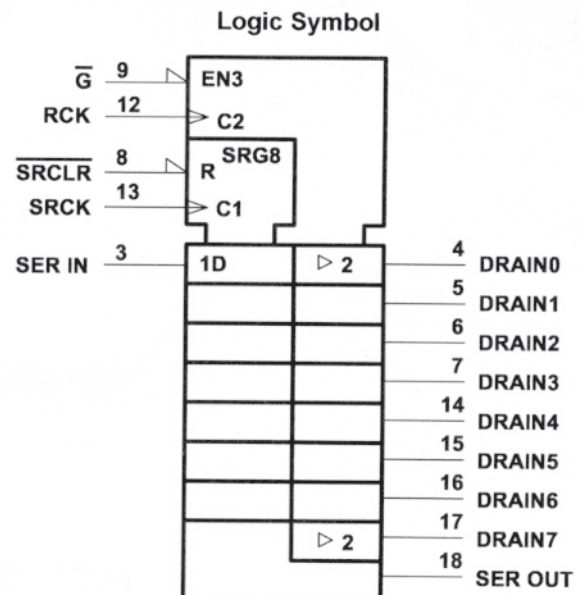 Logic Symbol
G 9 EN3
RCK 12 C2
SRG8
SRCLR 8 R
SRCK 13 C1
SER IN 3 1D ▷ 2 4 DRAIN0
5 DRAIN1
6 DRAIN2
7 DRAIN3
14 DRAIN4
15 DRAIN5
16 DRAIN6
▷ 2 17 DRAIN7
18 SER OUT